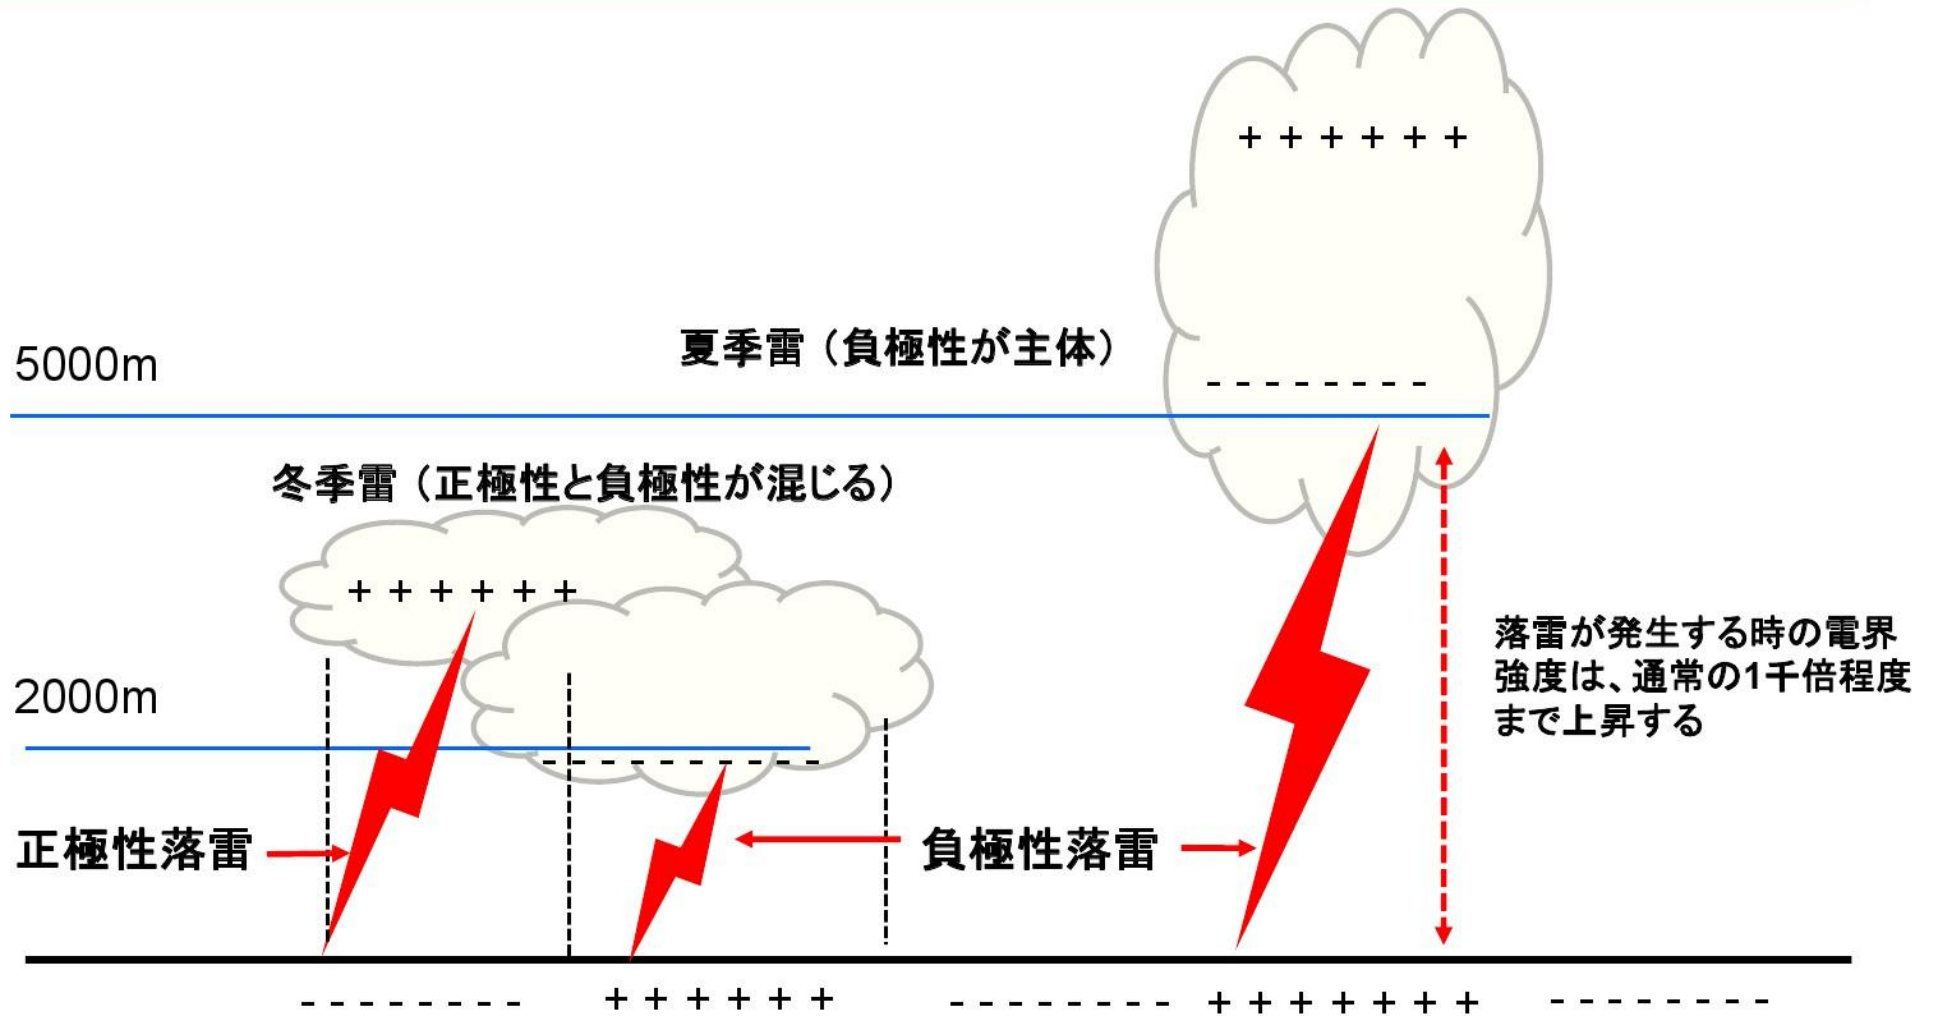 + + + + + +
夏季雷（負極性が主体）
5000m
- - - - - - - -
冬季雷（正極性と負極性が混じる）
+ + + + + +
落雷が発生する時の電界
強度は、通常の1千倍程度
まで上昇する
2000m
- - - - - - - - - -
正極性落雷
負極性落雷
- - - - - - - -
+ + + + + +
- - - - - - - -
+ + + + + + +
- - - - - - - -